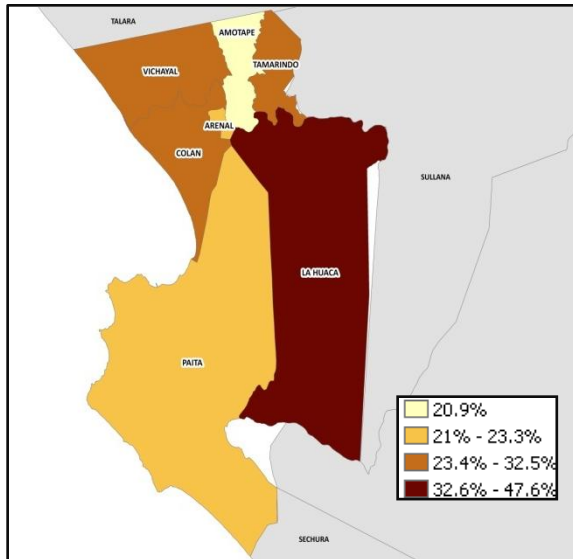 TALARA
AMOTAPE
VICHAYAL
TAMARINDO
ARENAL
COLAN
SULLANA
LA HUACA
PAITA
20.9%
21% - 23.3%
23.4% - 32.5%
32.6% - 47.6%
SECHURA